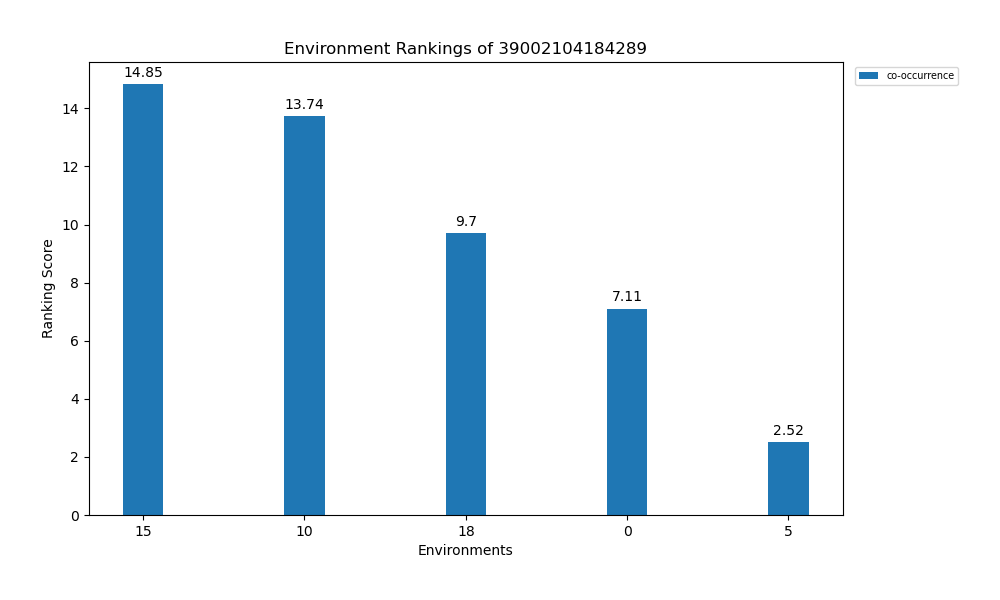 Environment Rankings of 39002104184289
co-occurrence
14.85
13.74
9.7
7.11
2.52
Ranking Score
14
12
10
8
6
4
2
0
15 10 18 0 5
Environments